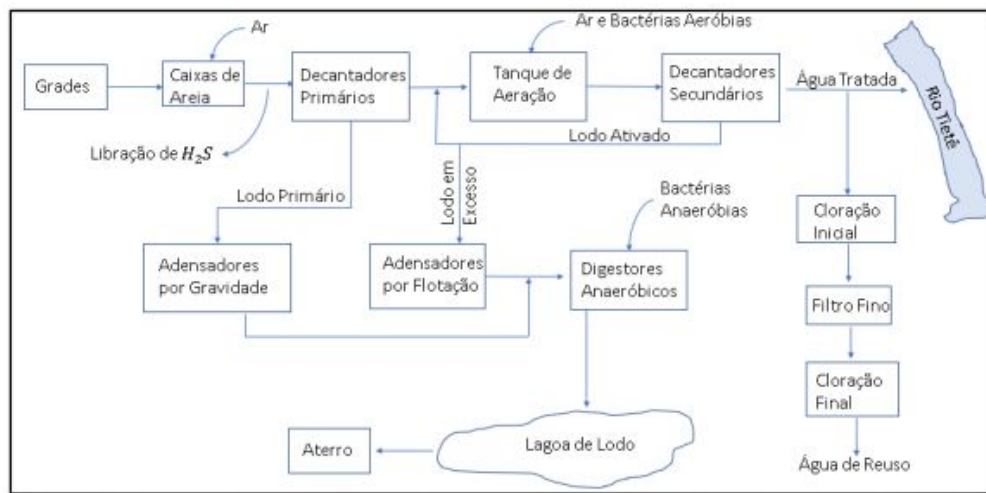 Ar
Ar e Bactérias Aeróbias
Grades
Caixas de
Areia
Decantadores
Primários
Tanque de
Aeração
Decantadores
Secundários
Água Tratada
Rio Tietê
Libração de H₂S
Lodo Ativado
Lodo Primário
Lodo em
Excesso
Bactérias
Anaeróbias
Cloração
Inicial
Adensadores
por Gravidade
Adensadores
por Flotação
Digestores
Anaeróbicos
Filtro Fino
Cloração
Final
Aterro
Lagoa de Lodo
Água de Reuso